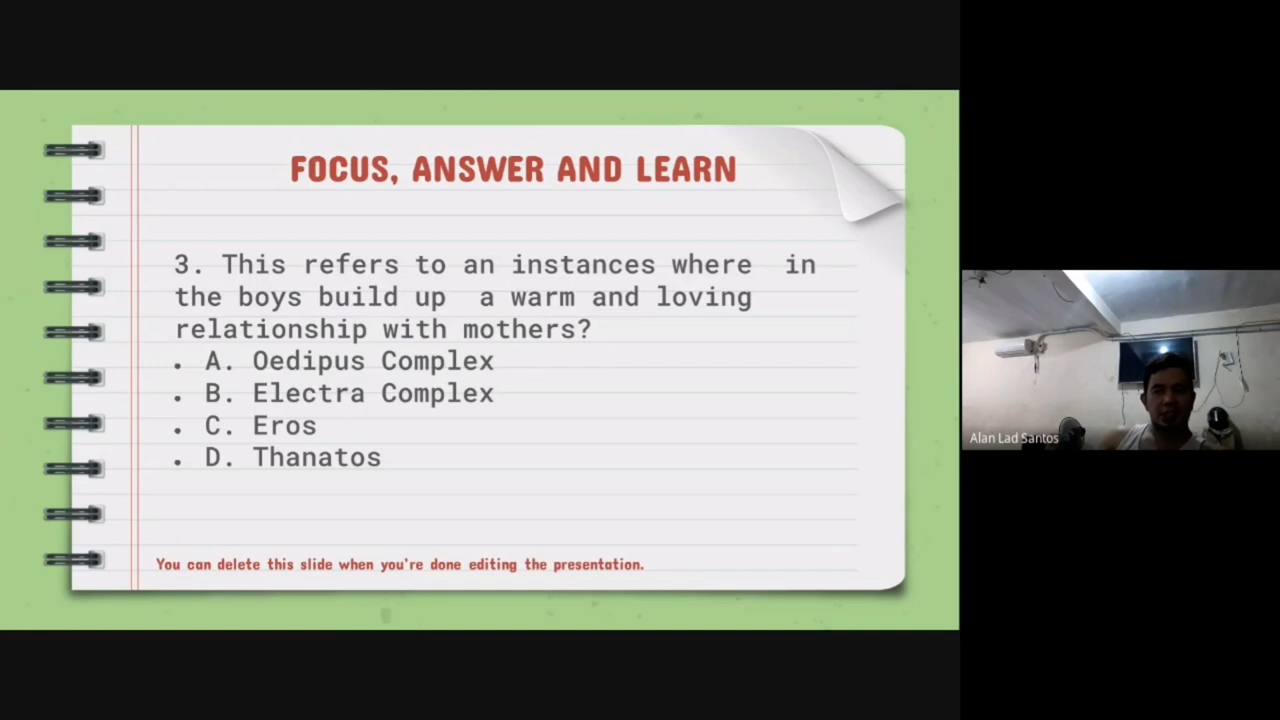 FOCUS, ANSWER AND LEARN
3. This refers to an instances where  in
the boys build up  a warm and loving
relationship with mothers?
. A. Oedipus Complex
. B. Electra Complex
. C. Eros
. D. Thanatos
You can delete this slide when you're done editing the presentation.
Alan Lad Santos